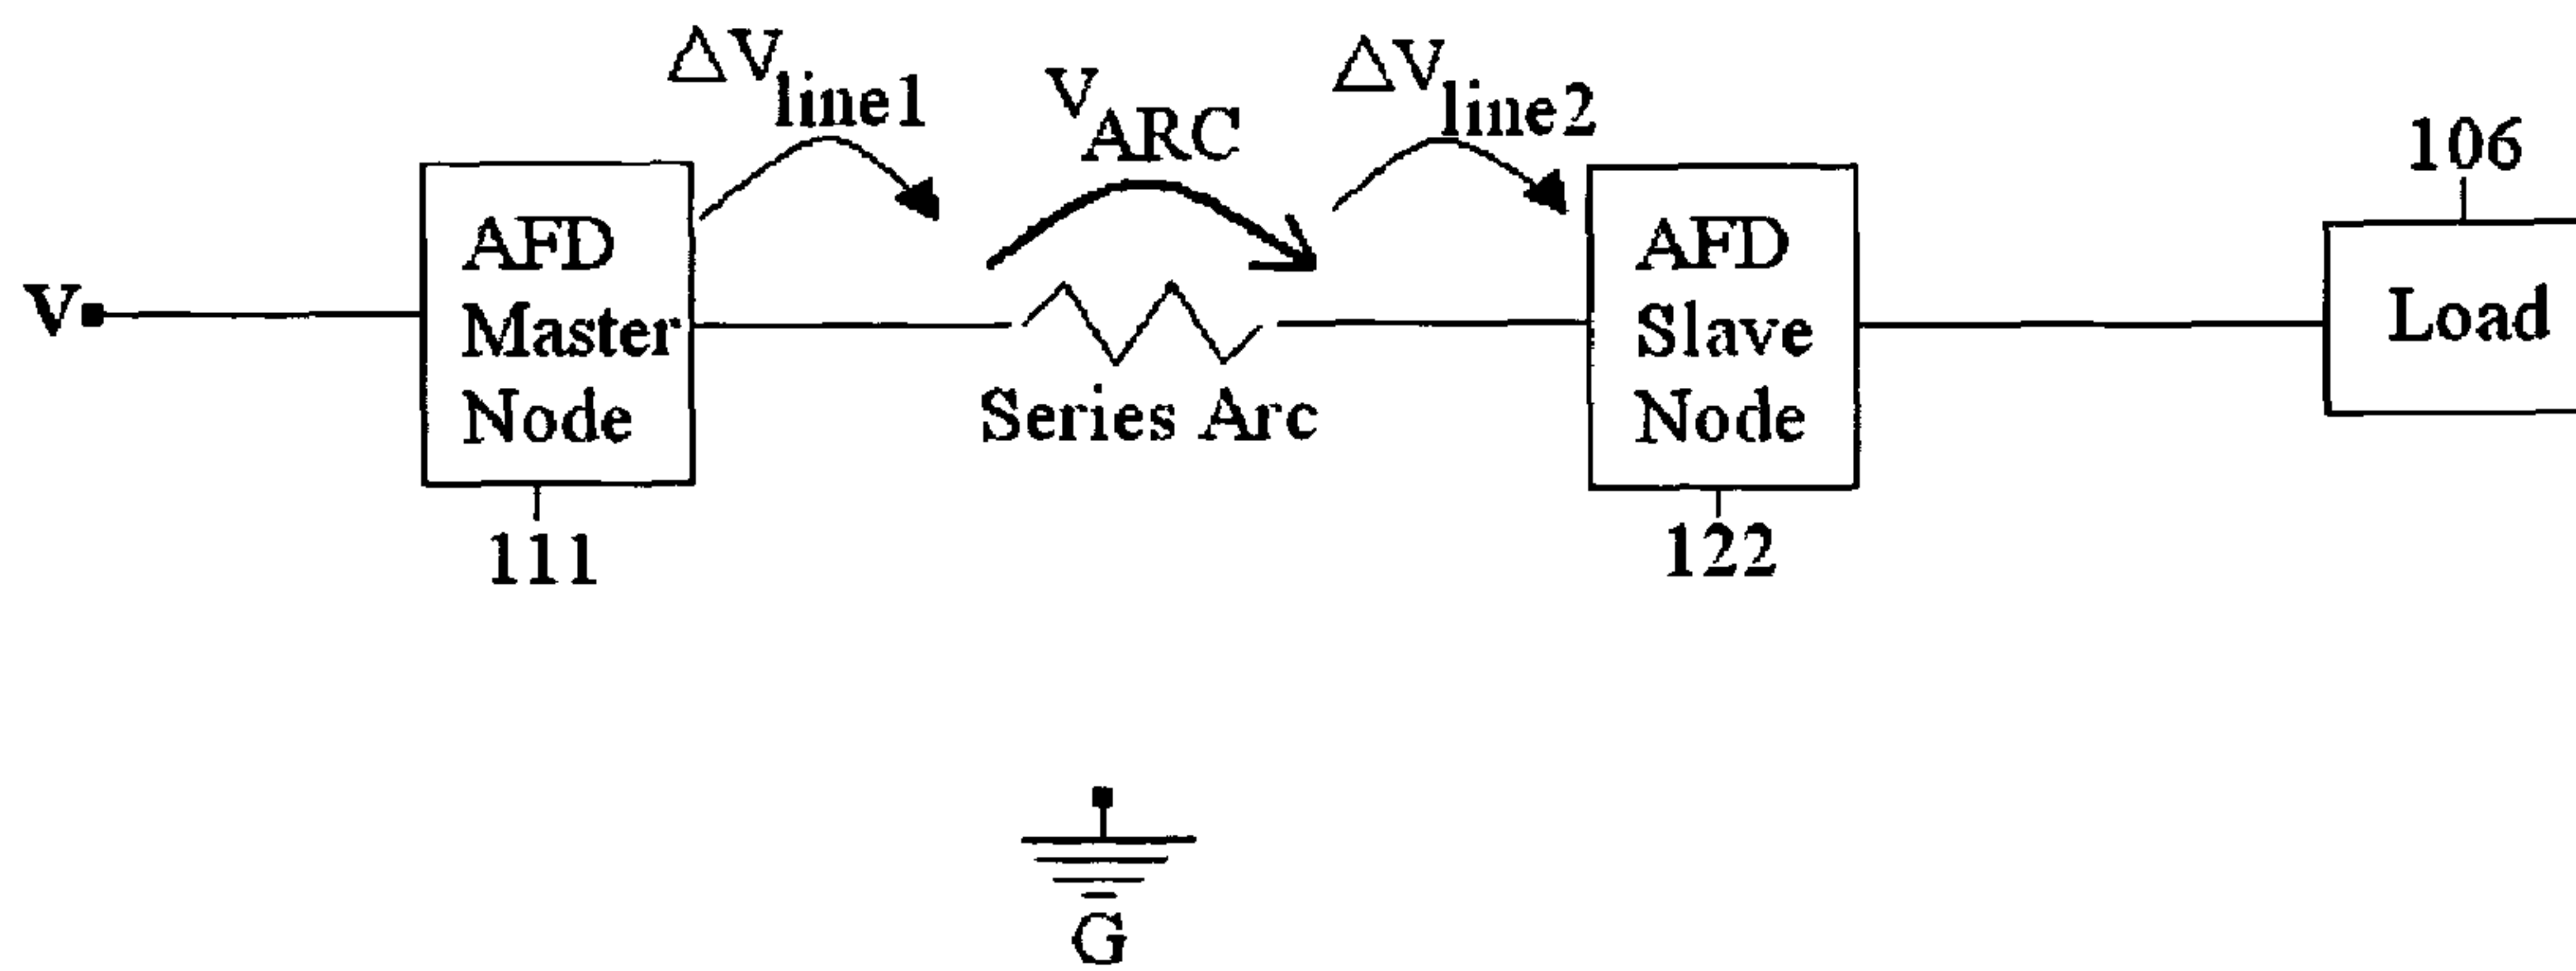 ΔVline1
VARC
ΔVline2
106
V
AFD
Master
Node
Series Arc
AFD
Slave
Node
Load
111
122
G